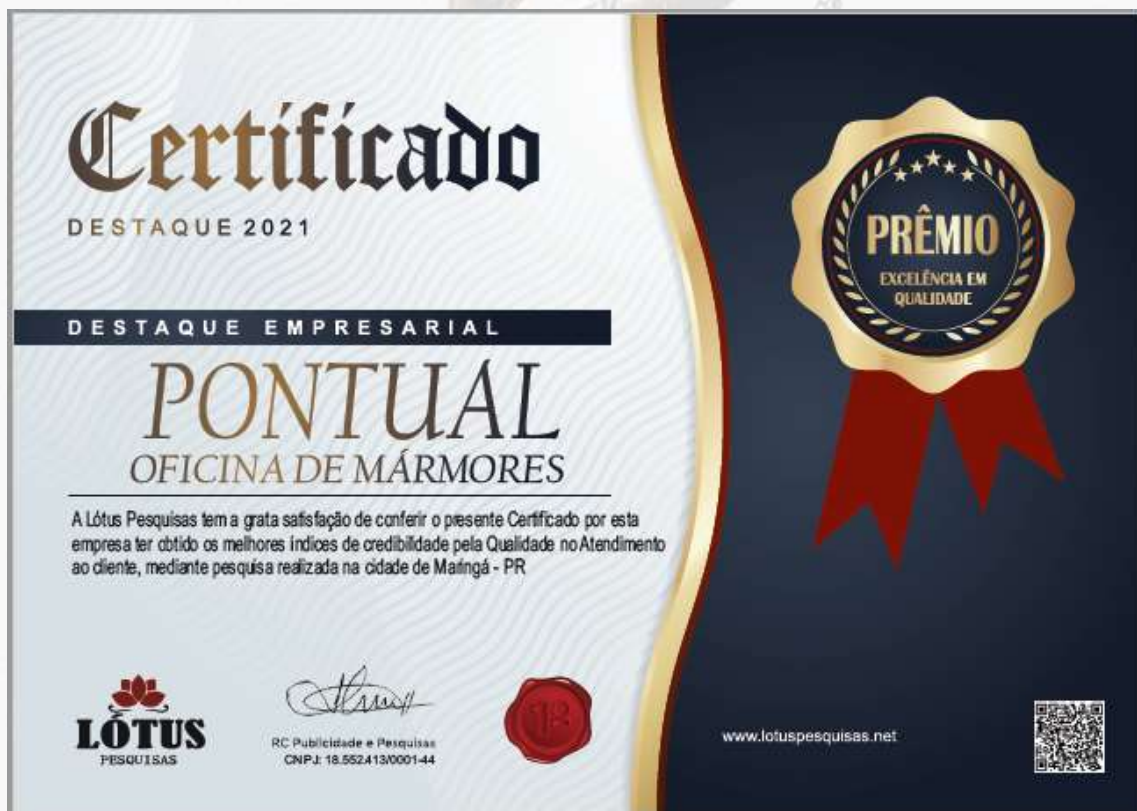 Certificado
DESTAQUE 2021
DESTAQUE EMPRESARIAL
PONTUAL
OFICINA DE MÁRMORES
A Lótus Pesquisas tem a grata satisfação de conferir o presente Certificado por esta
empresa ter obtido os melhores índices de credibilidade pela Qualidade no Atendimento
ao cliente, mediante pesquisa realizada na cidade de Maringá - PR
LÓTUS
PESQUISAS
RC Publicidade e Pesquisas
CNPJ: 18.552.413/0001-44
1º
PRÊMIO
EXCELÊNCIA EM
QUALIDADE
www.lotuspesquisas.net